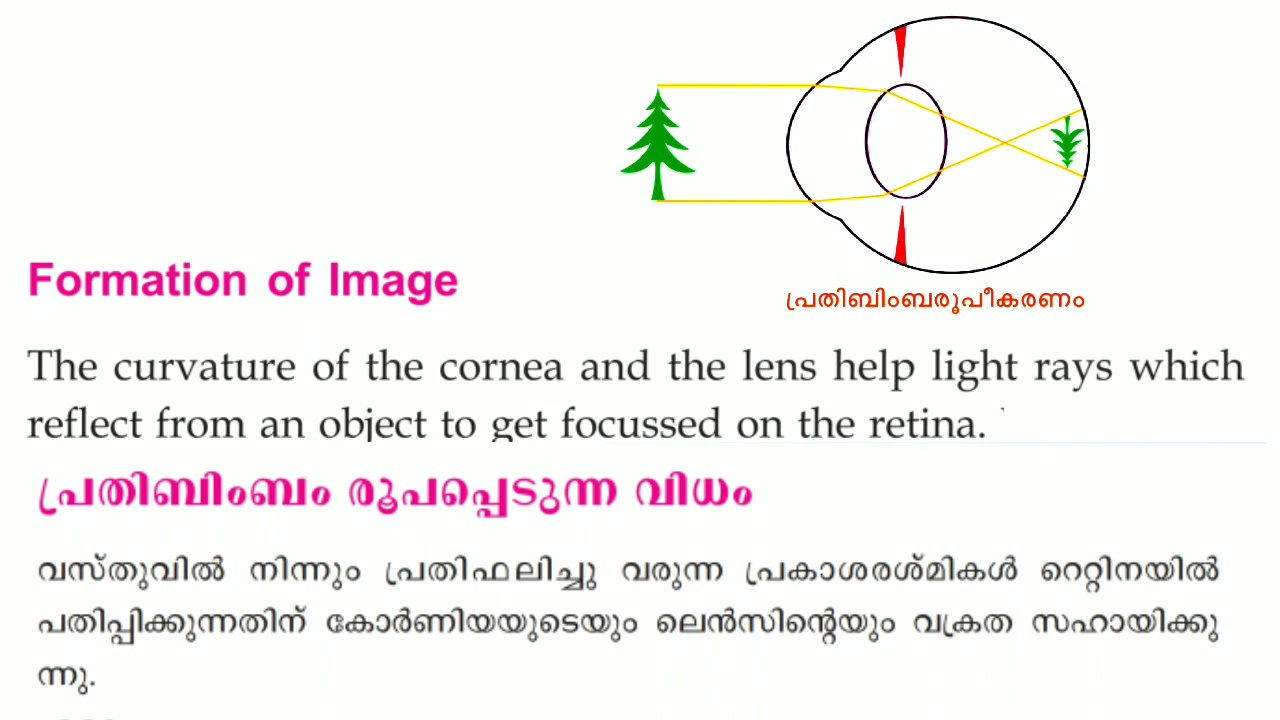 പ്രതിബിംബരൂപീകരണം
Formation of Image
The curvature of the cornea and the lens help light rays which
reflect from an object to get focussed on the retina.
പ്രതിബിംബം രൂപപ്പെടുന്ന വിധം
വസ്തുവിൽ നിന്നും പ്രതിഫലിച്ചു വരുന്ന പ്രകാശരശ്മികൾ റെറ്റിനയിൽ
പതിപ്പിക്കുന്നതിന് കോർണിയയുടെയും ലെൻസിന്റെയും വക്രത സഹായിക്കു
ന്നു.